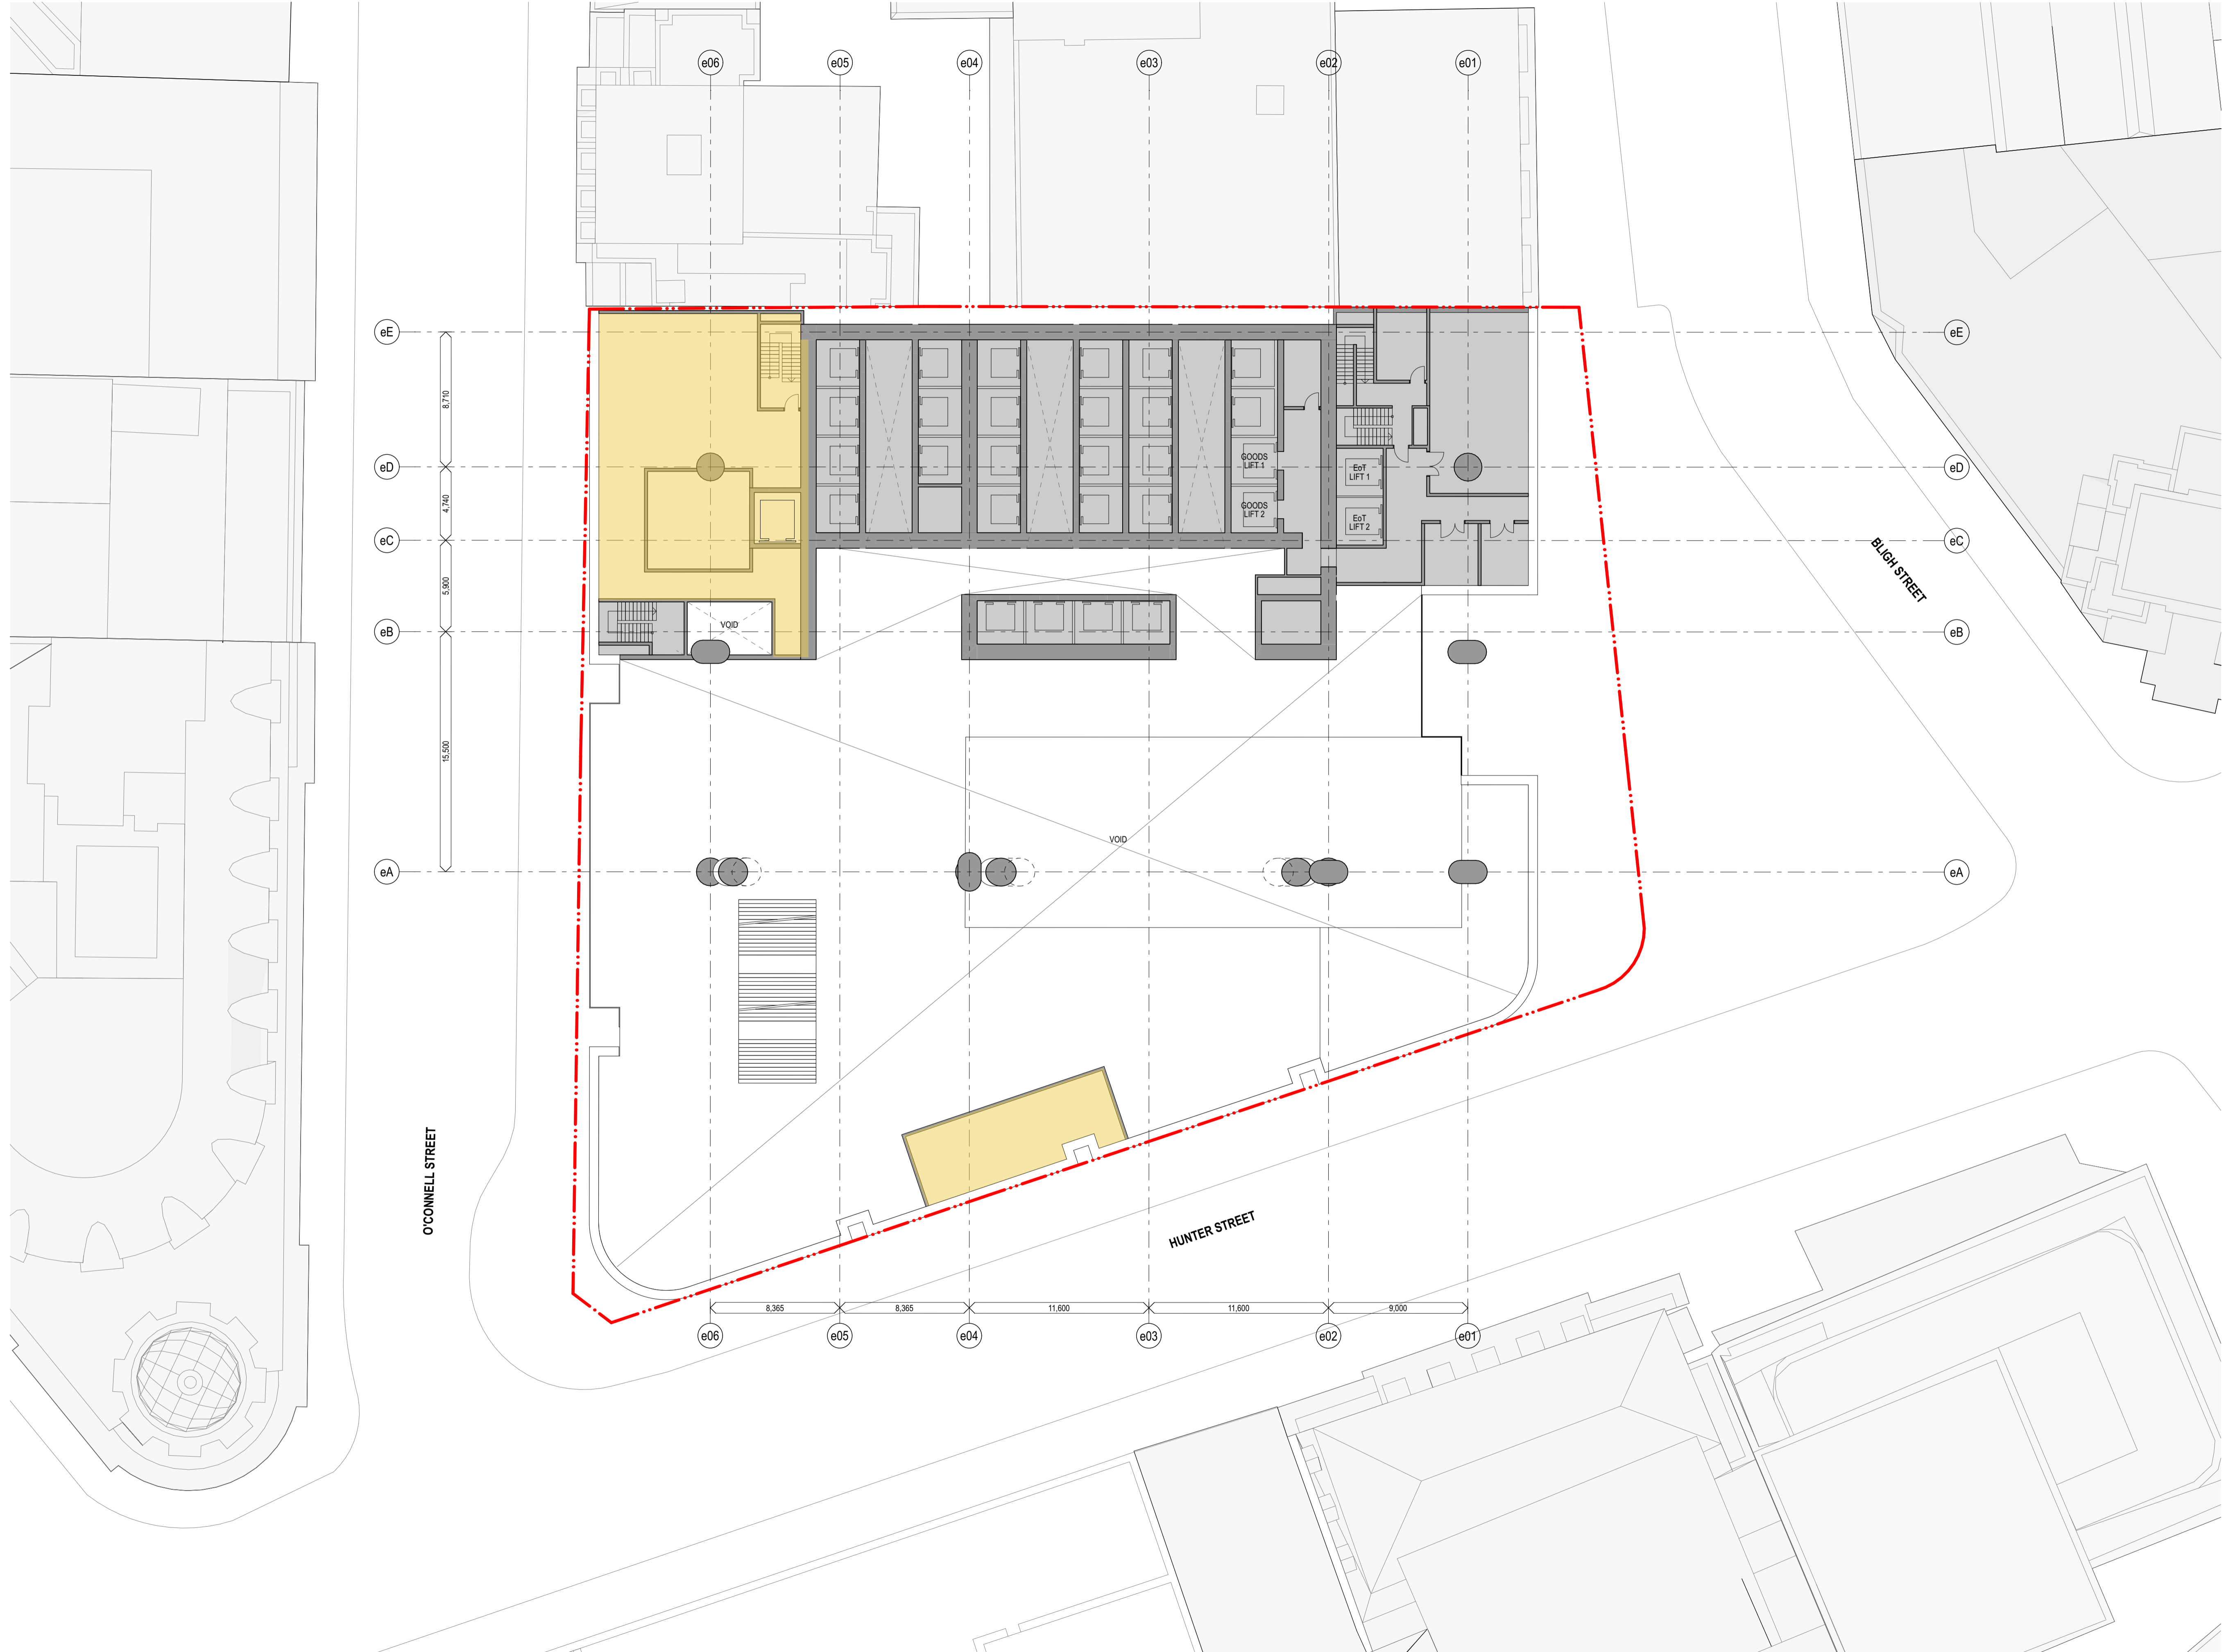 e06 e05 e04 e03 e02 e01
eE eE
8,710
GOODS
LIFT 1
EoT
LIFT 1
eD eD
4,740
GOODS
LIFT 2
EoT
LIFT 2
eC eC
BLIGH STREET
5,900
VOID
eB eB
15,500
VOID
eA eA
O'CONNELL STREET
HUNTER STREET
8,365 8,365 11,600 11,600 9,000
e06 e05 e04 e03 e02 e01